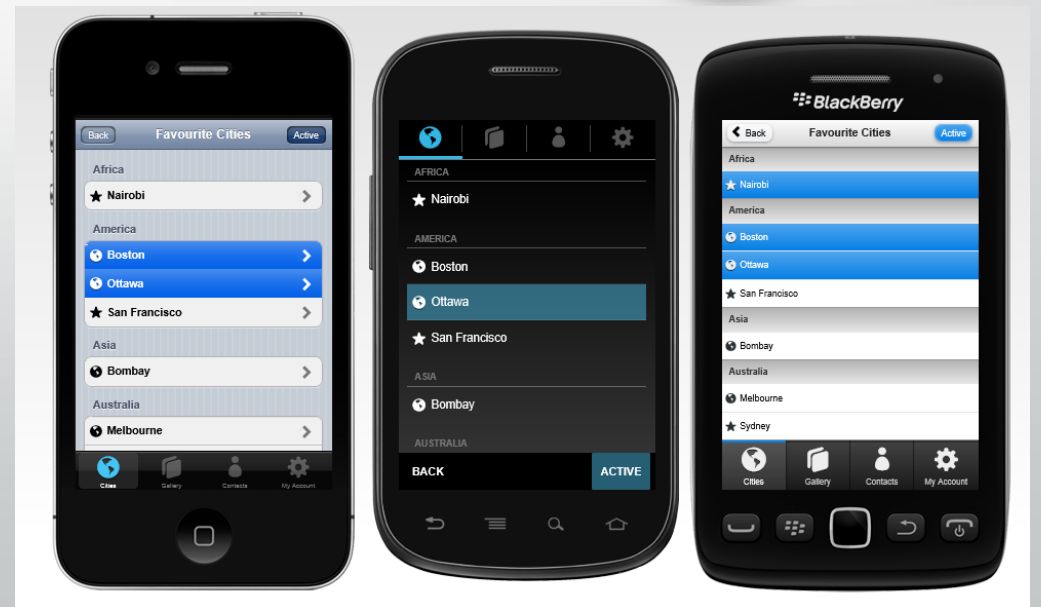 Back Favourite Cities Active
Africa
Nairobi
America
Boston
Ottawa
San Francisco
Asia
Bombay
Australia
Melbourne
Cities Gallery Contacts My Account
AFRICA
Nairobi
AMERICA
Boston
Ottawa
San Francisco
ASIA
Bombay
AUSTRALIA
BACK ACTIVE
BlackBerry
Back Favourite Cities Active
Africa
Nairobi
America
Boston
Ottawa
San Francisco
Asia
Bombay
Australia
Melbourne
Sydney
Cities Gallery Contacts My Account